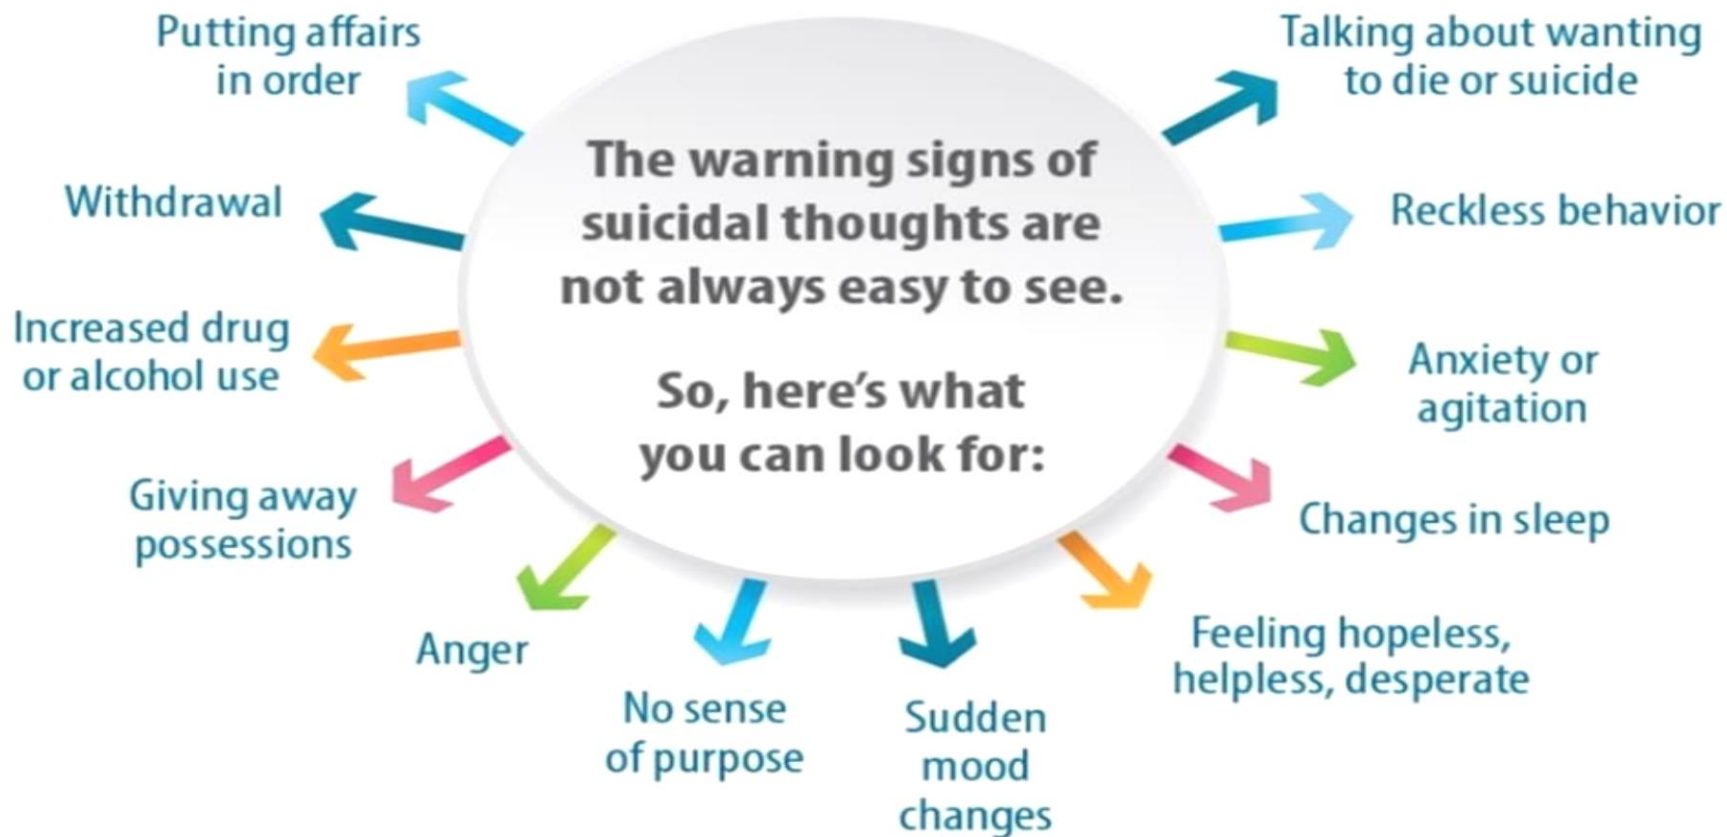 The warning signs of
suicidal thoughts are
not always easy to see.
So, here's what
you can look for:
Talking about wanting
to die or suicide
Reckless behavior
Anxiety or
agitation
Changes in sleep
Feeling hopeless,
helpless, desperate
Sudden
mood
changes
No sense
of purpose
Anger
Giving away
possessions
Increased drug
or alcohol use
Withdrawal
Putting affairs
in order